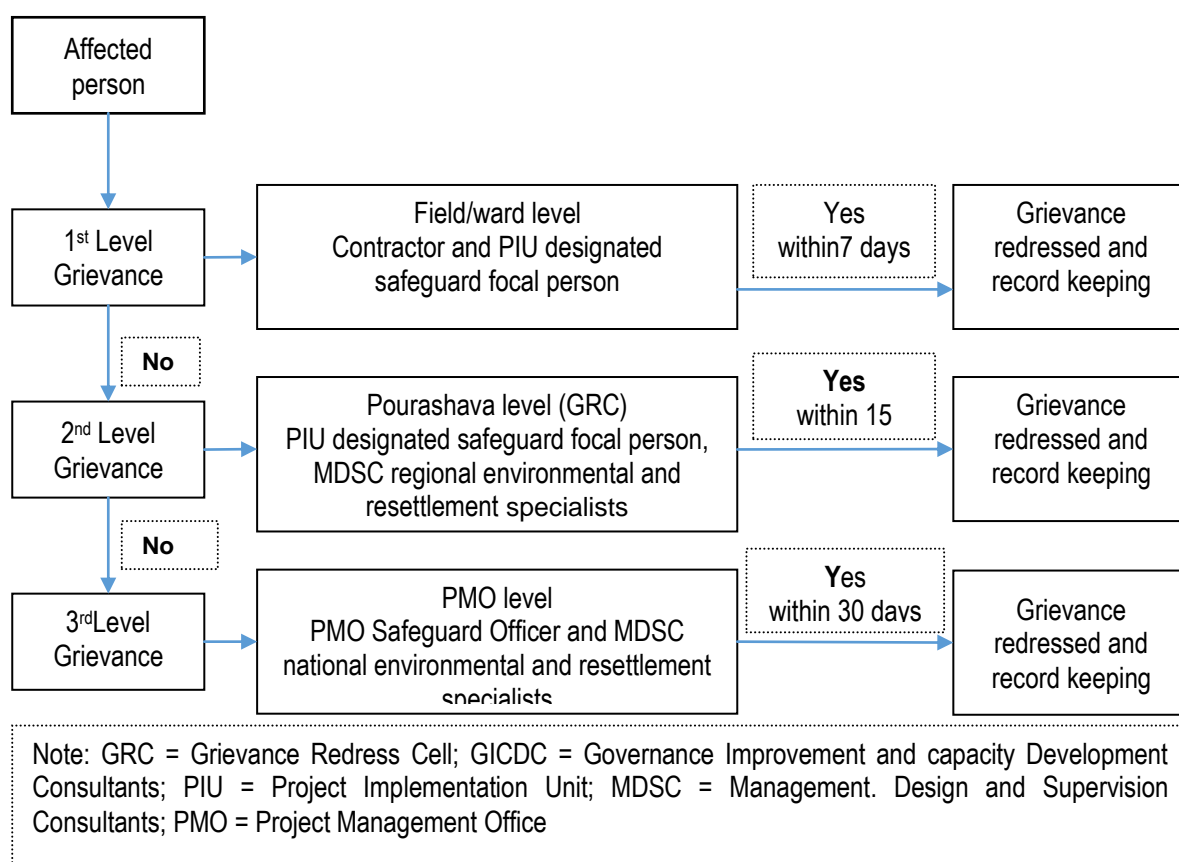 Affected
person
1st Level
Grievance
Field/ward level
Contractor and PIU designated
safeguard focal person
Yes
within7 days
Grievance
redressed and
record keeping
No
2nd Level
Grievance
Pourashava level (GRC)
PIU designated safeguard focal person,
MDSC regional environmental and
resettlement specialists
Yes
within 15
Grievance
redressed and
record keeping
No
3rdLevel
Grievance
PMO level
PMO Safeguard Officer and MDSC
national environmental and resettlement
specialists
Yes
within 30 days
Grievance
redressed and
record keeping
Note: GRC = Grievance Redress Cell; GICDC = Governance Improvement and capacity Development
Consultants; PIU = Project Implementation Unit; MDSC = Management. Design and Supervision
Consultants; PMO = Project Management Office